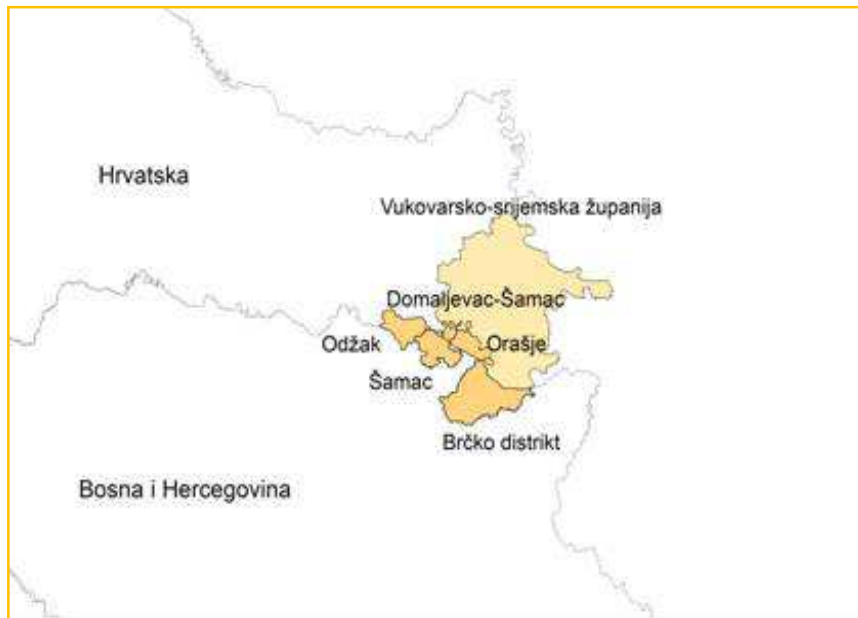 Hrvatska
Vukovarsko-srijemska županija
Domaljevac-Šamac
Odžak
Orašje
Šamac
Brčko distrikt
Bosna i Hercegovina